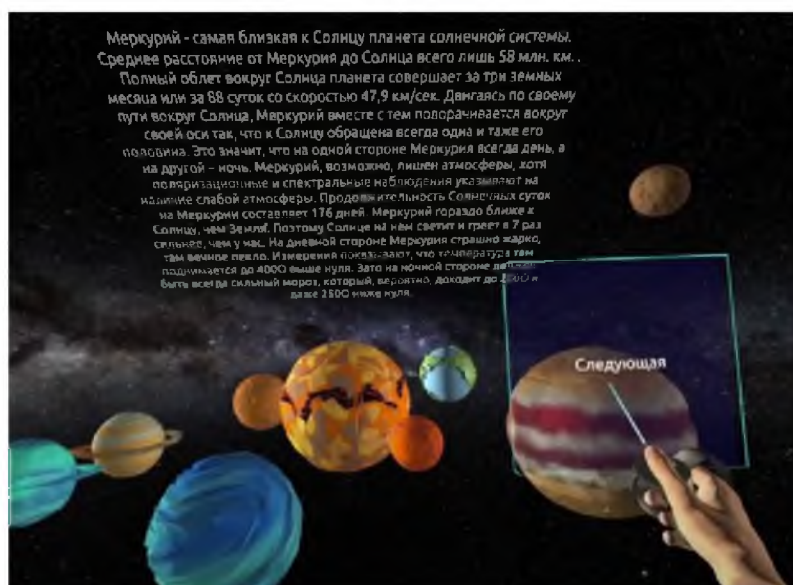 Меркурий - самая близкая к Солнцу планета солнечной системы.
Среднее расстояние от Меркурия до Солнца всего лишь 58 млн. км. .
Полный облет вокруг Солнца планета совершает за три земных
месяца или за 88 суток со скоростью 47,9 км/сек. Двигаясь по своему
пути вокруг Солнца, Меркурий вместе с тем поворачивается вокруг
своей оси так, что к Солнцу обращена всегда одна и таже его
половина. Это значит, что на одной стороне Меркурия всегда день, а
на другой - ночь. Меркурий, возможно, лишен атмосферы, хотя
поляризационные и спектральные наблюдения указывают на
наличие слабой атмосферы. Продолжительность Солнечных суток
на Меркурии составляет 176 дней. Меркурий гораздо ближе к
Солнцу, чем Земля. Поэтому Солнце на нем светит и греет в 7 раз
сильнее, чем у нас. На дневной стороне Меркурия страшно жарко,
там вечное пекло. Измерения показывают, что температура там
поднимается до 400О выше нуля. Зато на ночной стороне должен
быть всегда сильный мороз, который, вероятно, доходит до 200О и
даже 250О ниже нуля.
Следующая